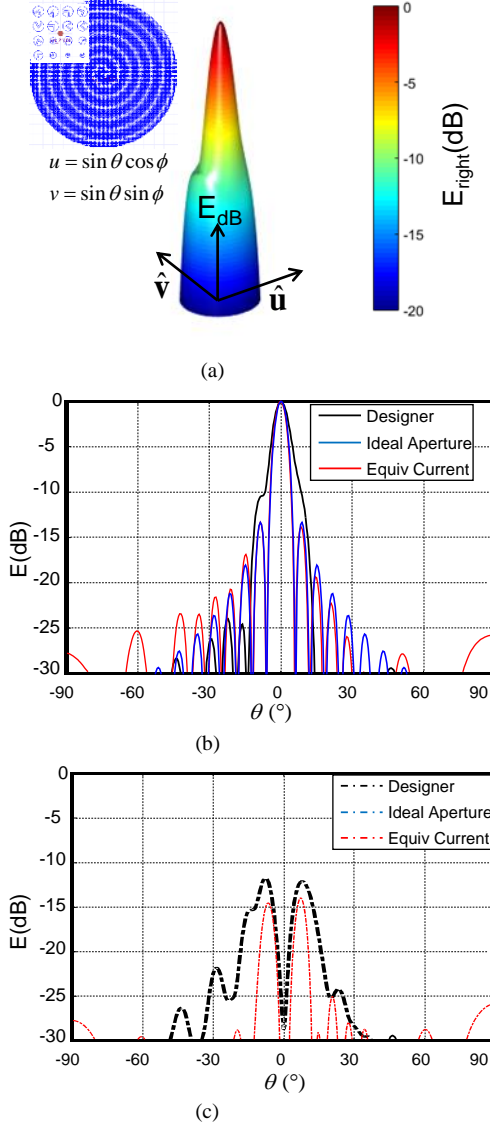 u = sin θ cos ϕ
v = sin θ sin ϕ
E_dB
v̂
û
0
-5
-10
-15
-20
E_right(dB)
(a)
0
-5
-10
-15
-20
-25
-30
E(dB)
Designer
Ideal Aperture
Equiv Current
-90 -60 -30 0 30 60 90
θ (°)
(b)
0
-5
-10
-15
-20
-25
-30
E(dB)
Designer
Ideal Aperture
Equiv Current
-90 -60 -30 0 30 60 90
θ (°)
(c)